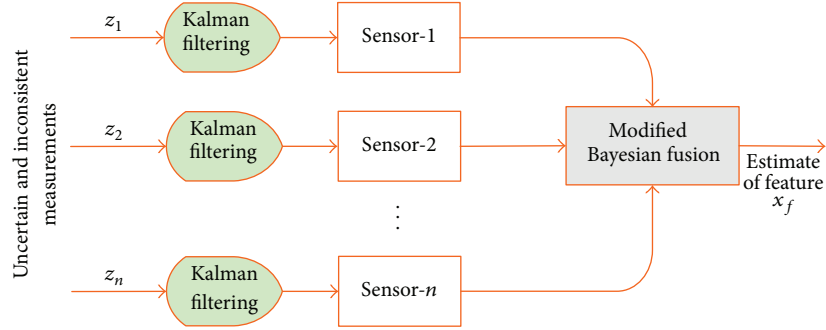 Uncertain and inconsistent
measurements
z1
Kalman
filtering
Sensor-1
z2
Kalman
filtering
Sensor-2
⋮
zn
Kalman
filtering
Sensor-n
Modified
Bayesian fusion
Estimate
of feature
xf